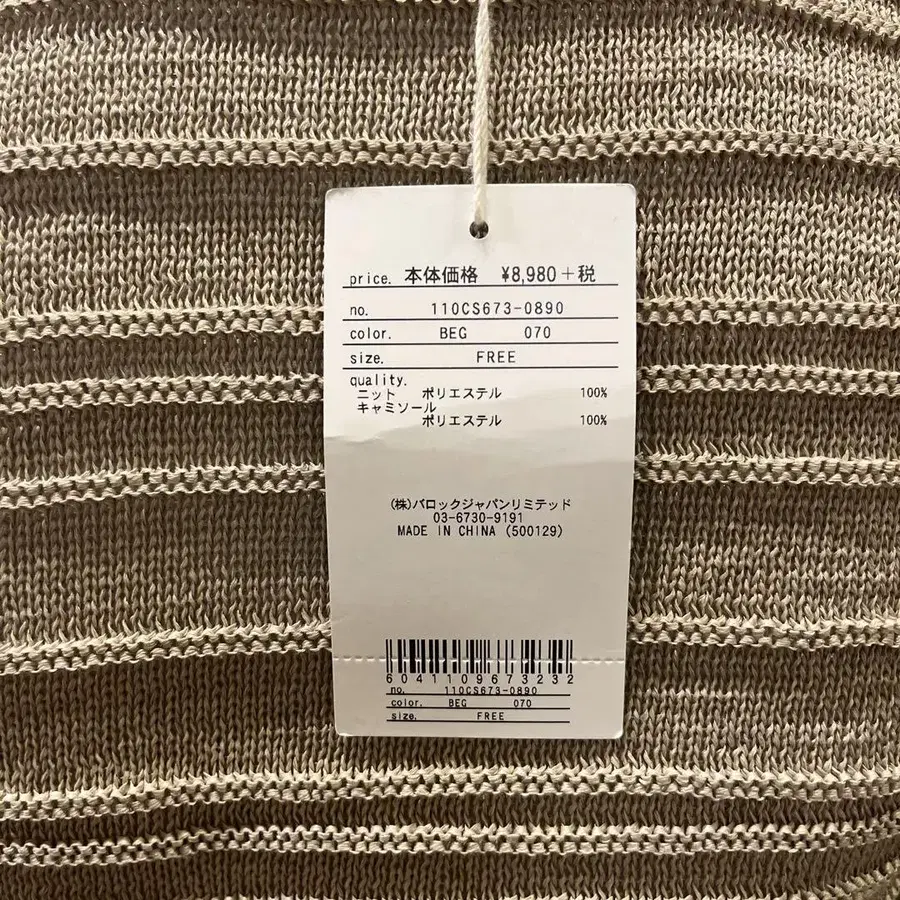 price. 本体価格 ¥8,980+税
no. 110CS673-0890
color. BEG 070
size. FREE
quality.
ニット ポリエステル 100%
キャミソール
ポリエステル 100%
(株)バロックジャパンリミテッド
03-6730-9191
MADE IN CHINA (500129)
6041109673232
no. 110CS673-0890
color. BEG 070
size. FREE